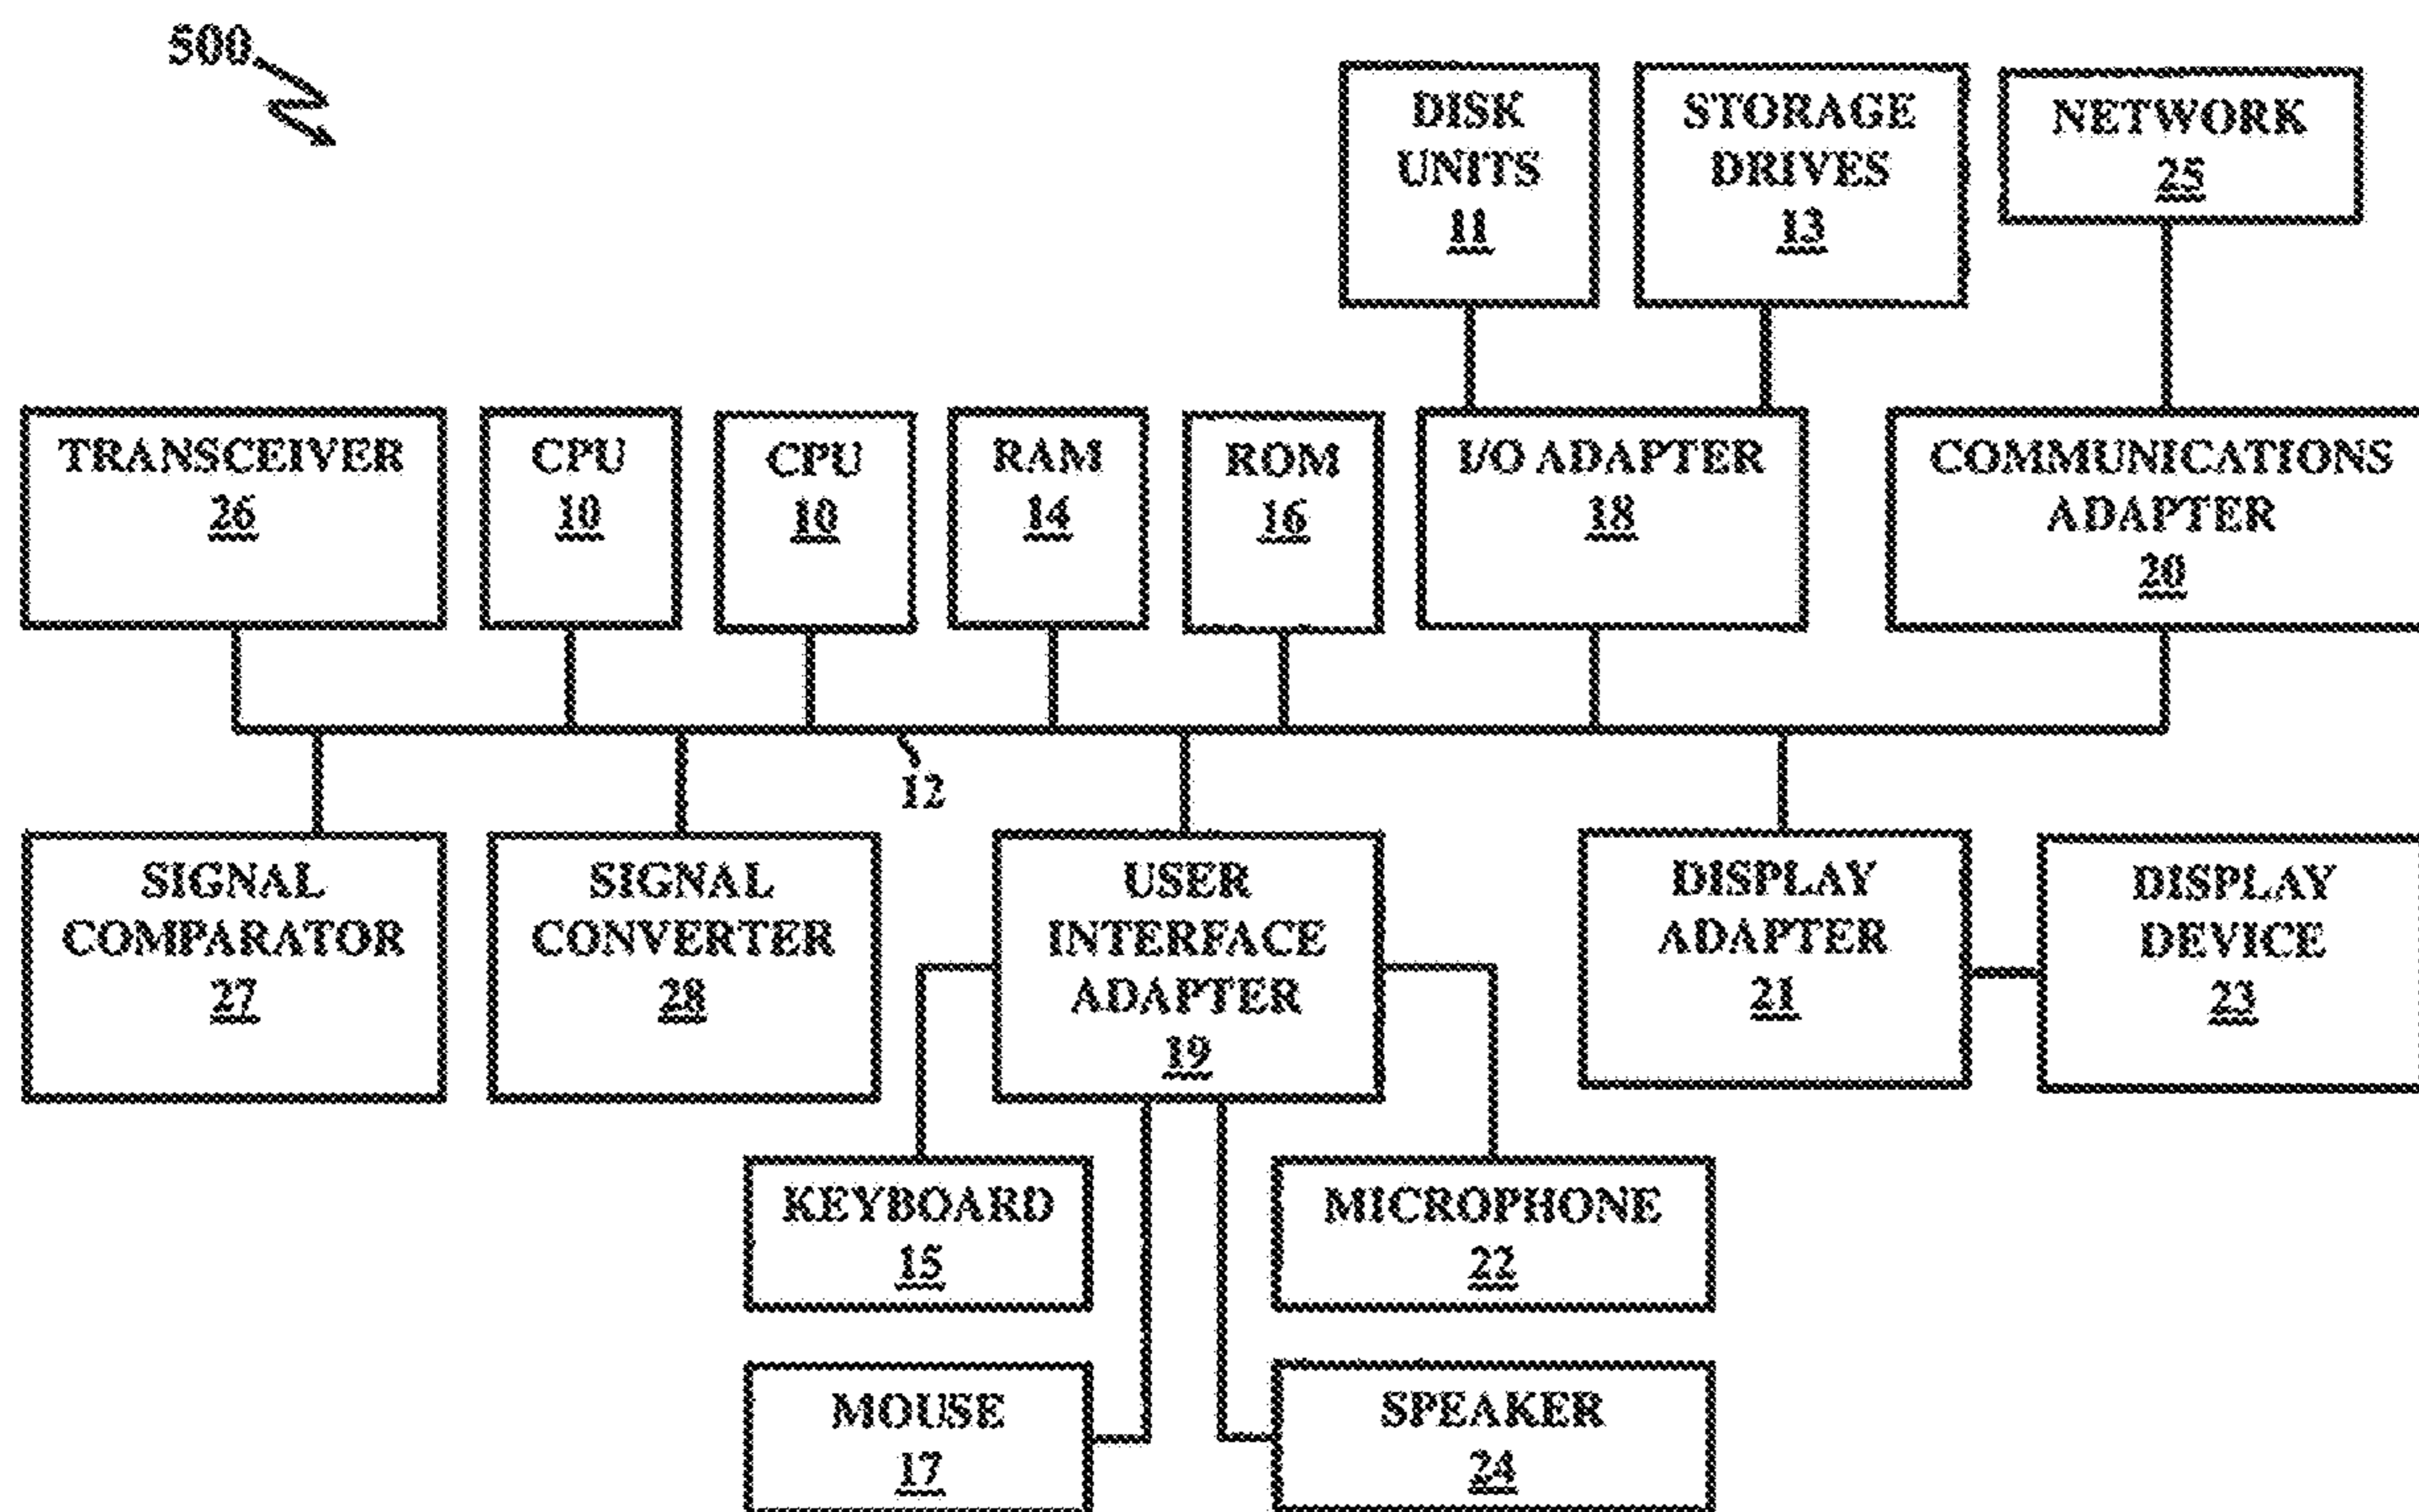 500
DISK
UNITS
11
STORAGE
DRIVES
13
NETWORK
25
TRANSCEIVER
26
CPU
10
CPU
10
RAM
14
ROM
16
I/O ADAPTER
18
COMMUNICATIONS
ADAPTER
20
12
SIGNAL
COMPARATOR
27
SIGNAL
CONVERTER
28
USER
INTERFACE
ADAPTER
19
DISPLAY
ADAPTER
21
DISPLAY
DEVICE
23
KEYBOARD
15
MICROPHONE
22
MOUSE
17
SPEAKER
24